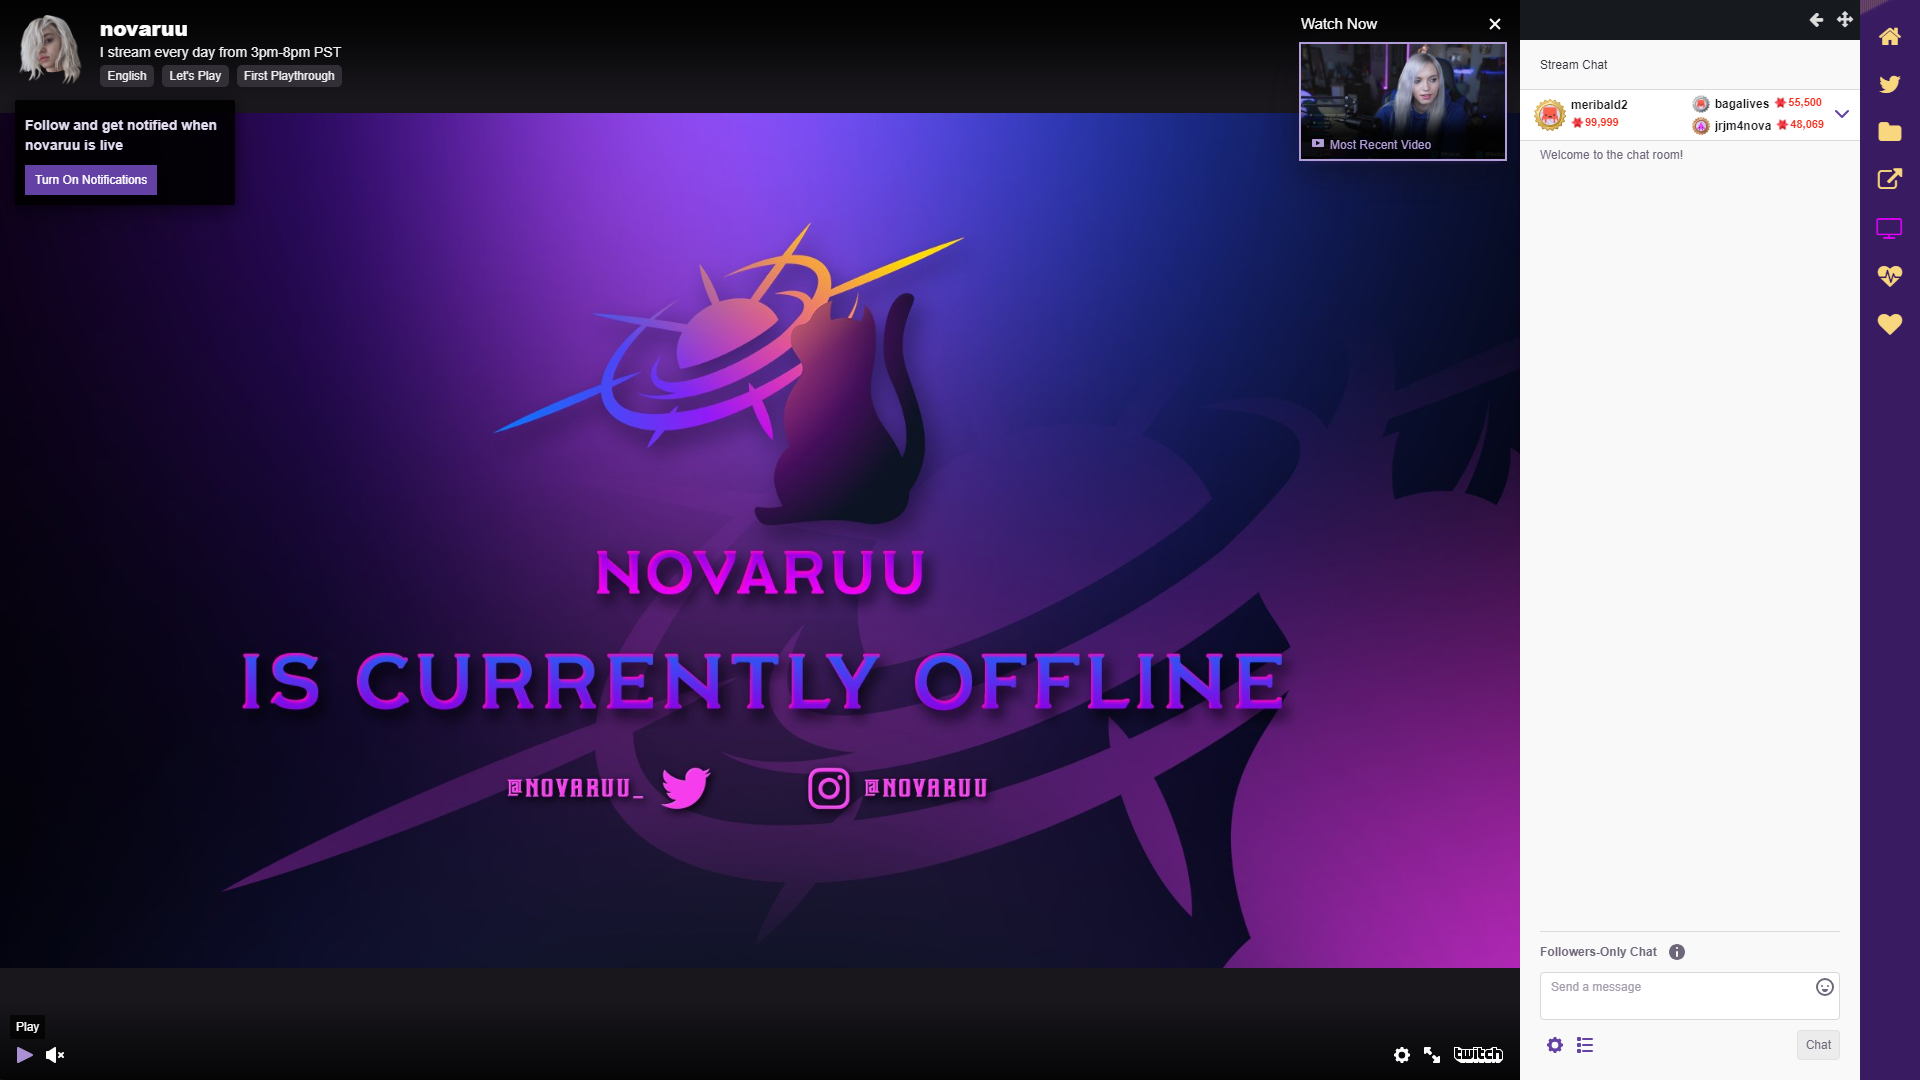 novaruu
I stream every day from 3pm-8pm PST
English Let's Play First Playthrough
Follow and get notified when
novaruu is live
Turn On Notifications
Watch Now
Most Recent Video
NOVARUU
IS CURRENTLY OFFLINE
@NOVARUU_ @NOVARUU
Play
twitch
Stream Chat
meribald2
99,999
bagalives 55,500
jrjm4nova 48,069
Welcome to the chat room!
Followers-Only Chat
Send a message
Chat